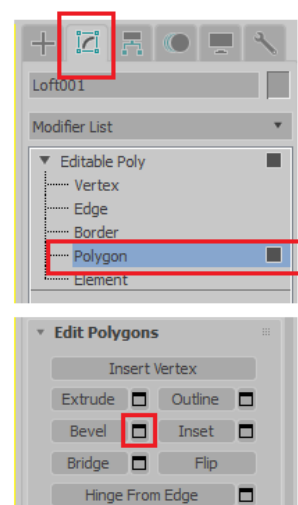 Loft001
Modifier List
Editable Poly
Vertex
Edge
Border
Polygon
Element
Edit Polygons
Insert Vertex
Extrude Outline
Bevel Inset
Bridge Flip
Hinge From Edge